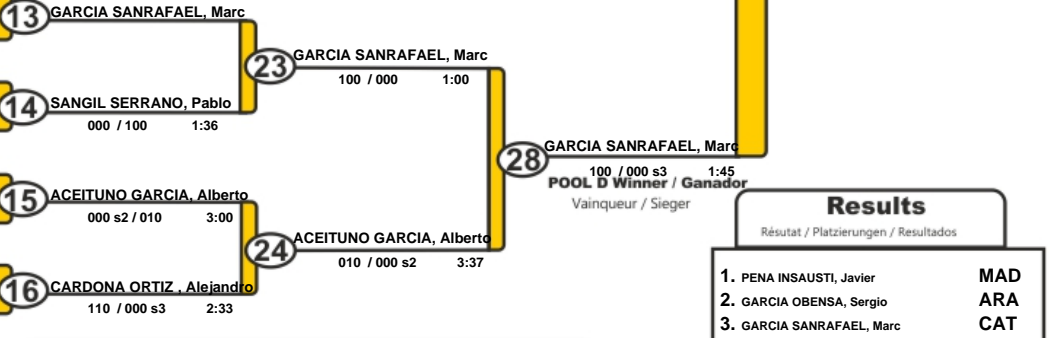 13 GARCIA SANRAFAEL, Marc
23 GARCIA SANRAFAEL, Marc
100 / 000 1:00
14 SANGIL SERRANO, Pablo
000 / 100 1:36
28 GARCIA SANRAFAEL, Marc
100 / 000 s3 1:45
POOL D Winner / Ganador
Vainqueur / Sieger
15 ACEITUNO GARCIA, Alberto
000 s2 / 010 3:00
24 ACEITUNO GARCIA, Alberto
010 / 000 s2 3:37
16 CARDONA ORTIZ , Alejandro
110 / 000 s3 2:33
Results
Résutat / Platzierungen / Resultados
1. PENA INSAUSTI, Javier MAD
2. GARCIA OBENSA, Sergio ARA
3. GARCIA SANRAFAEL, Marc CAT